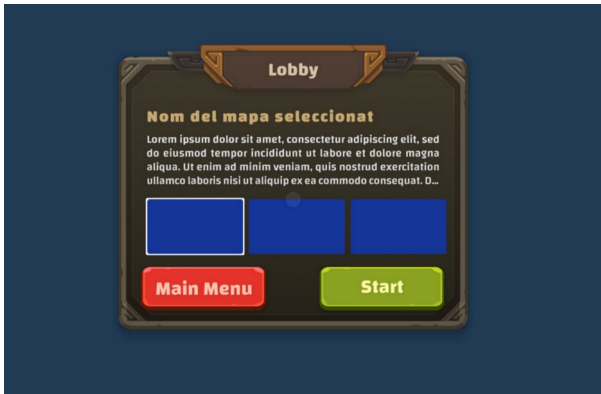 Lobby
Nom del mapa seleccionat
Lorem ipsum dolor sit amet, consectetur adipiscing elit, sed
do eiusmod tempor incididunt ut labore et dolore magna
aliqua. Ut enim ad minim veniam, quis nostrud exercitation
ullamco laboris nisi ut aliquip ex ea commodo consequat. D...
Main Menu
Start